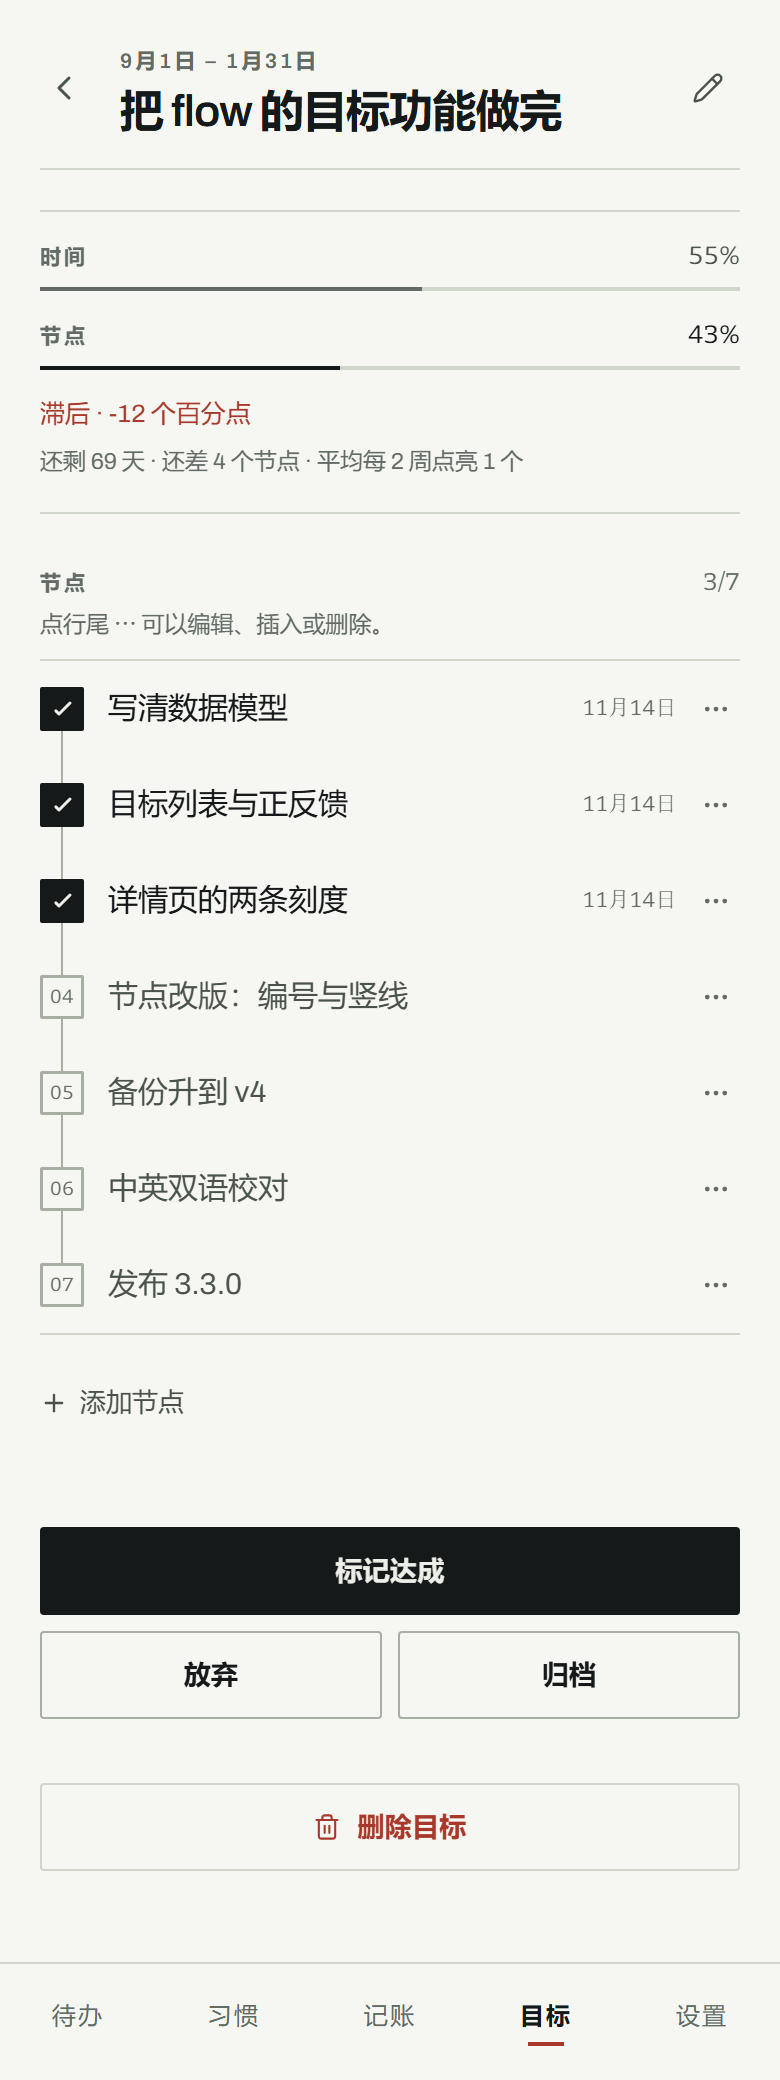 9月1日 – 1月31日
把 flow 的目标功能做完
时间 55%
节点 43%
滞后 · -12 个百分点
还剩 69 天 · 还差 4 个节点 · 平均每 2 周点亮 1 个
节点 3/7
点行尾 ··· 可以编辑、插入或删除。
写清数据模型 11月14日 ···
目标列表与正反馈 11月14日 ···
详情页的两条刻度 11月14日 ···
04 节点改版：编号与竖线 ···
05 备份升到 v4 ···
06 中英双语校对 ···
07 发布 3.3.0 ···
+ 添加节点
标记达成
放弃 归档
删除目标
待办 习惯 记账 目标 设置